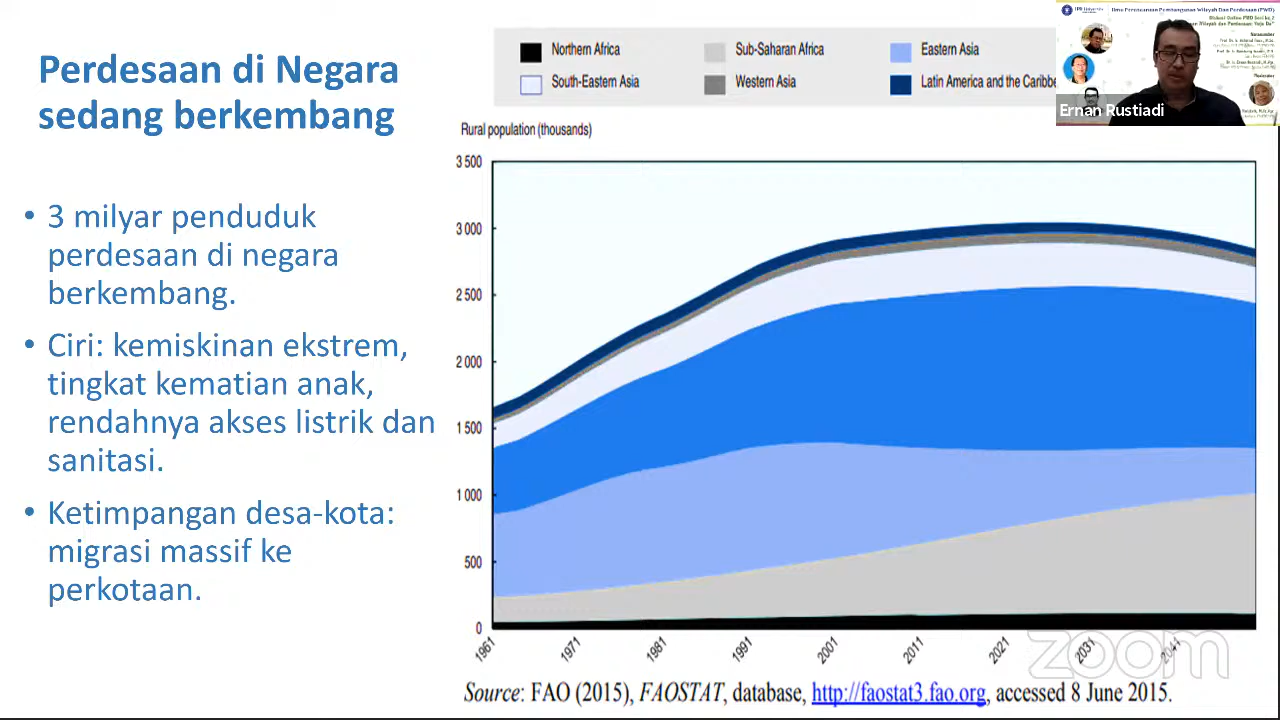 Perdesaan di Negara
sedang berkembang
• 3 milyar penduduk
perdesaan di negara
berkembang.
• Ciri: kemiskinan ekstrem,
tingkat kematian anak,
rendahnya akses listrik dan
sanitasi.
• Ketimpangan desa-kota:
migrasi massif ke
perkotaan.
Northern Africa
Sub-Saharan Africa
Eastern Asia
South-Eastern Asia
Western Asia
Latin America and the Caribbe
Rural population (thousands)
3 500
3 000
2 500
2 000
1 500
1 000
500
0
1961
1971
1981
1991
2001
2011
2021
2031
2041
Source: FAO (2015), FAOSTAT, database, http://faostat3.fao.org, accessed 8 June 2015.
Ernan Rustiadi
zoom